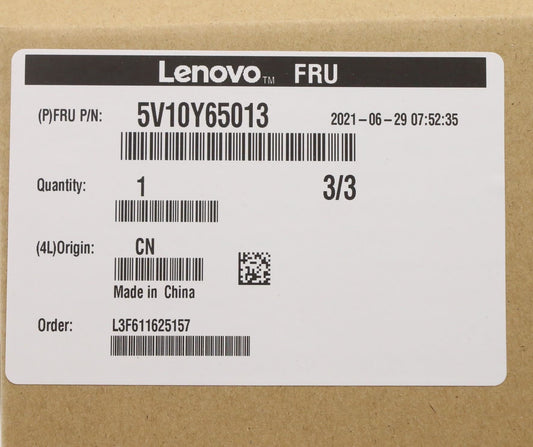 Lenovo™ FRU
(P)FRU P/N: 5V10Y65013 2021-06-29 07:52:35
Quantity: 1 3/3
(4L)Origin: CN
Made in China
Order: L3F611625157